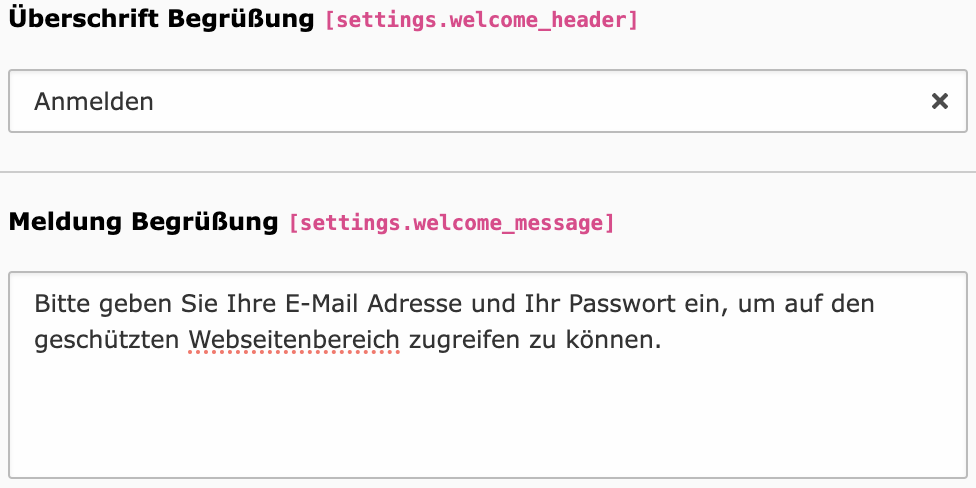 Überschrift Begrüßung [settings.welcome_header]
Anmelden
Meldung Begrüßung [settings.welcome_message]
Bitte geben Sie Ihre E-Mail Adresse und Ihr Passwort ein, um auf den
geschützten Webseitenbereich zugreifen zu können.